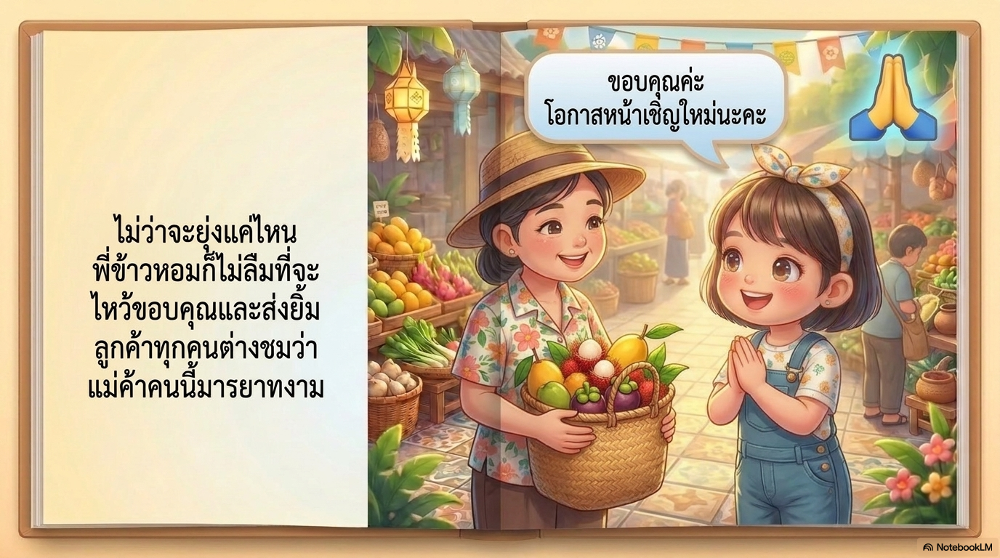 ไม่ว่าจะยุ่งแค่ไหน
พี่ข้าวหอมก็ไม่ลืมที่จะ
ไหว้ขอบคุณและส่งยิ้ม
ลูกค้าทุกคนต่างชมว่า
แม่ค้าคนนี้มารยาทงาม
ขอบคุณค่ะ
โอกาสหน้าเชิญใหม่นะคะ
NotebookLM